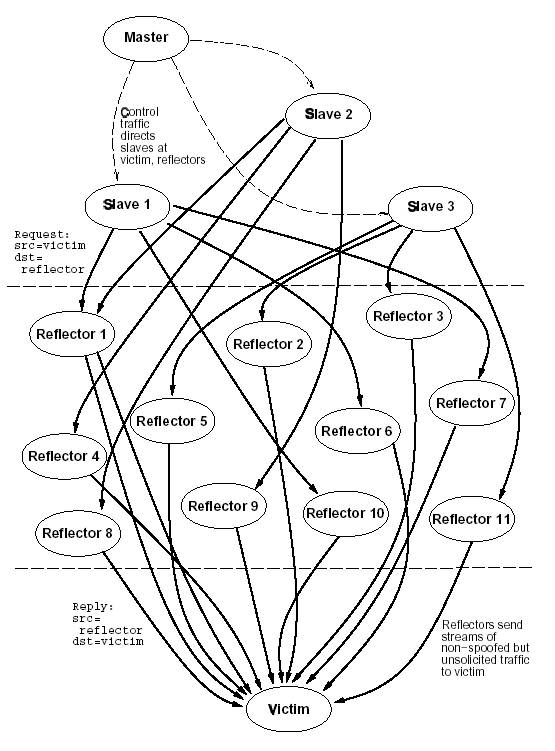 Master
Control
traffic
directs
slaves at
victim, reflectors
Slave 2
Slave 1
Slave 3
Request:
src=victim
dst=
reflector
Reflector 1
Reflector 2
Reflector 3
Reflector 5
Reflector 6
Reflector 7
Reflector 4
Reflector 9
Reflector 10
Reflector 8
Reflector 11
Reply:
src=
reflector
dst=victim
Reflectors send
streams of
non-spoofed but
unsolicited traffic
to victim
Victim